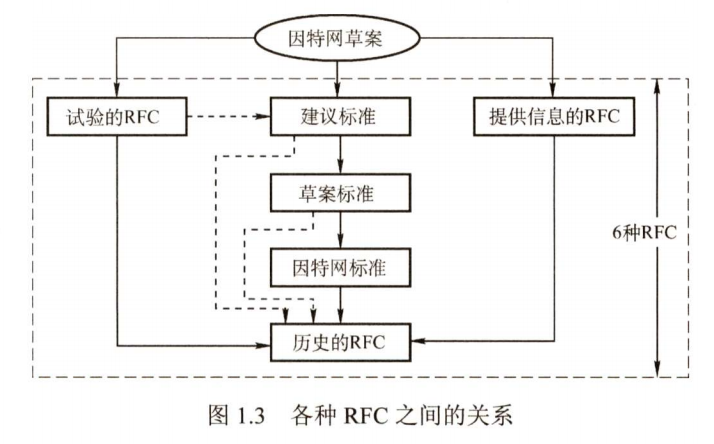 因特网草案
试验的RFC
建议标准
提供信息的RFC
草案标准
6种RFC
因特网标准
历史的RFC
图 1.3 各种 RFC 之间的关系